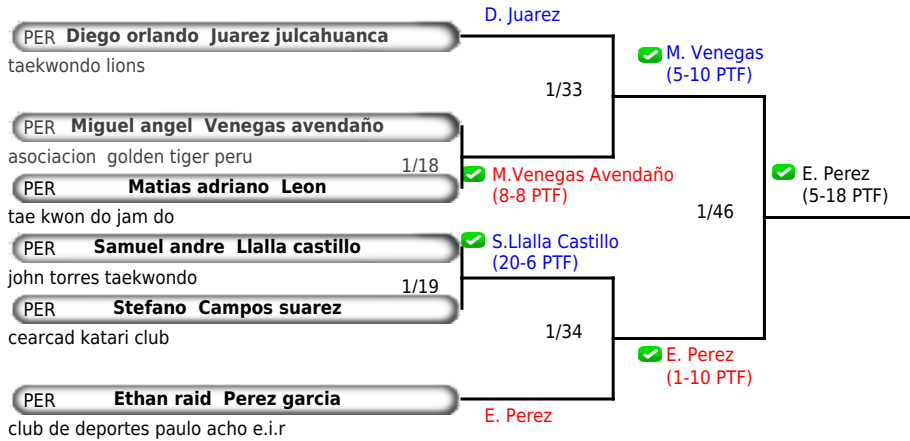 D. Juarez
PER Diego orlando Juarez julcahuanca
taekwondo lions
M. Venegas
(5-10 PTF)
1/33
PER Miguel angel Venegas avendaño
asociacion golden tiger peru
1/18
M.Venegas Avendaño
(8-8 PTF)
PER Matias adriano Leon
tae kwon do jam do
E. Perez
(5-18 PTF)
1/46
PER Samuel andre Llalla castillo
john torres taekwondo
S.Llalla Castillo
(20-6 PTF)
1/19
PER Stefano Campos suarez
cearcad katari club
1/34
E. Perez
(1-10 PTF)
PER Ethan raid Perez garcia
club de deportes paulo acho e.i.r
E. Perez